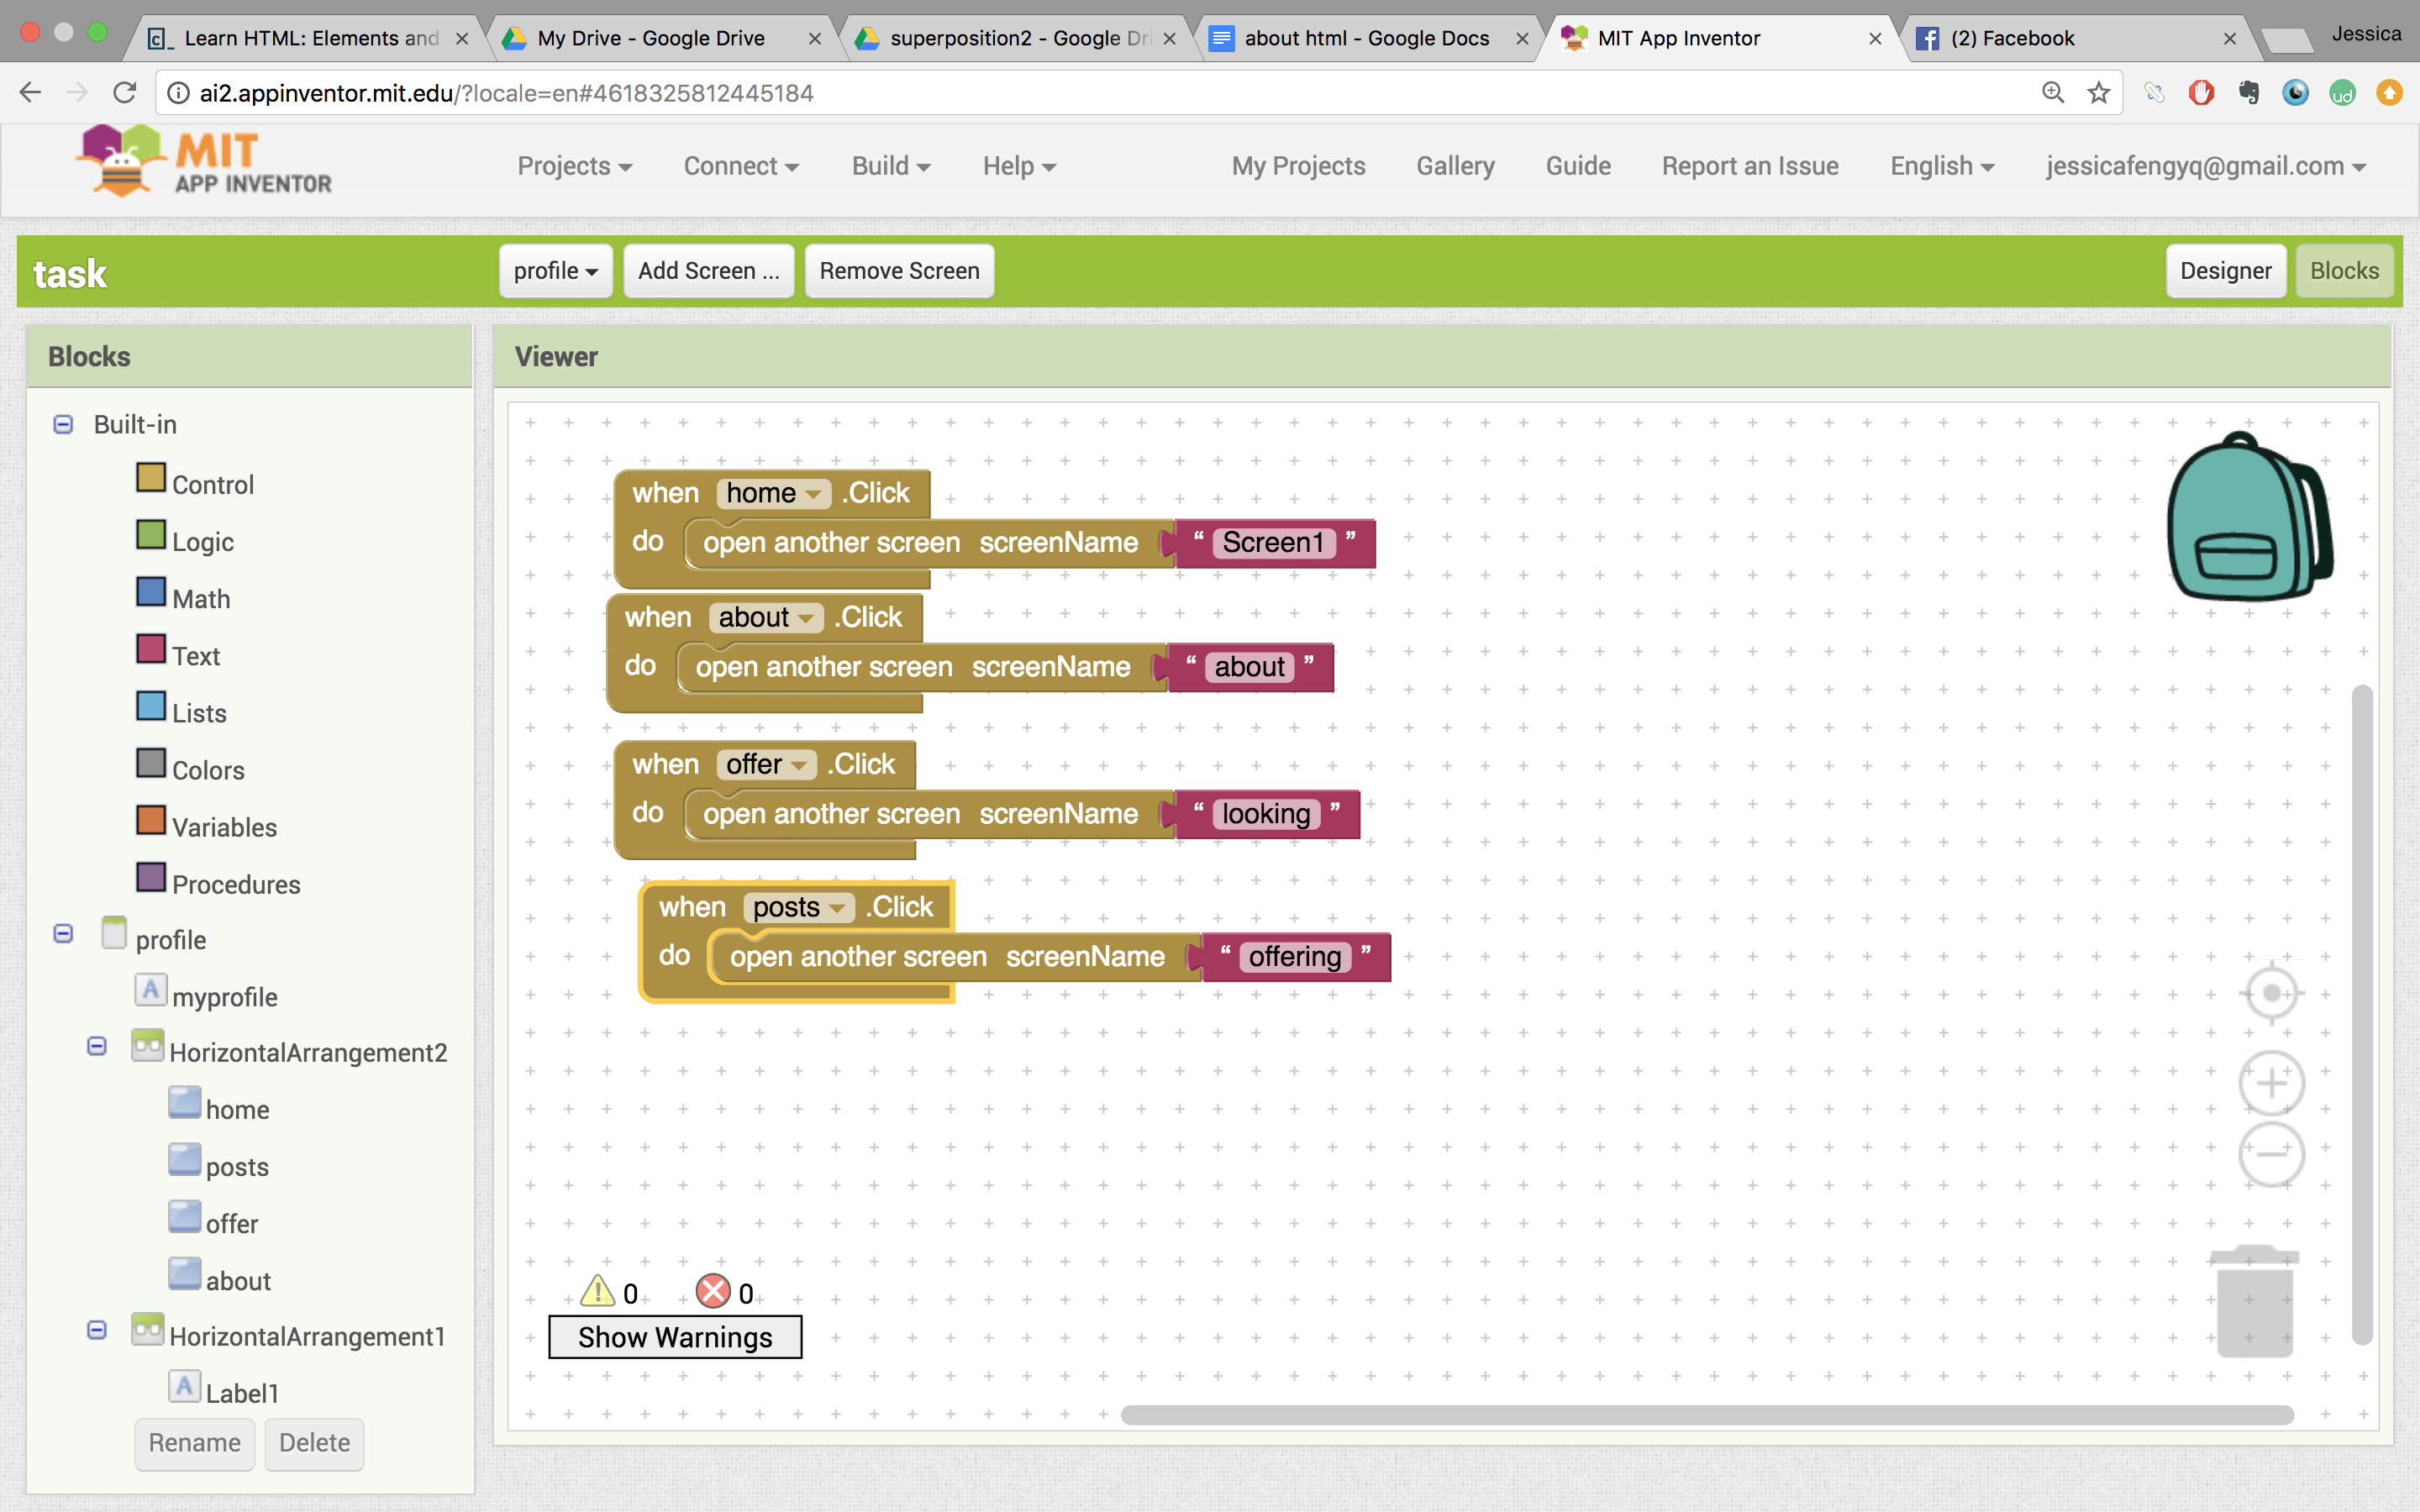 Learn HTML: Elements and
My Drive - Google Drive
superposition2 - Google Dri
about html - Google Docs
MIT App Inventor
(2) Facebook
Jessica
ai2.appinventor.mit.edu/?locale=en#4618325812445184
ud
MIT
APP INVENTOR
Projects
Connect
Build
Help
My Projects
Gallery
Guide
Report an Issue
English
jessicafengyq@gmail.com
task
profile
Add Screen ...
Remove Screen
Designer
Blocks
Blocks
Built-in
Control
Logic
Math
Text
Lists
Colors
Variables
Procedures
profile
A myprofile
HorizontalArrangement2
home
posts
offer
about
HorizontalArrangement1
A Label1
Rename
Delete
Viewer
when home .Click
do open another screen screenName “ Screen1 ”
when about .Click
do open another screen screenName “ about ”
when offer .Click
do open another screen screenName “ looking ”
when posts .Click
do open another screen screenName “ offering ”
0 0
Show Warnings